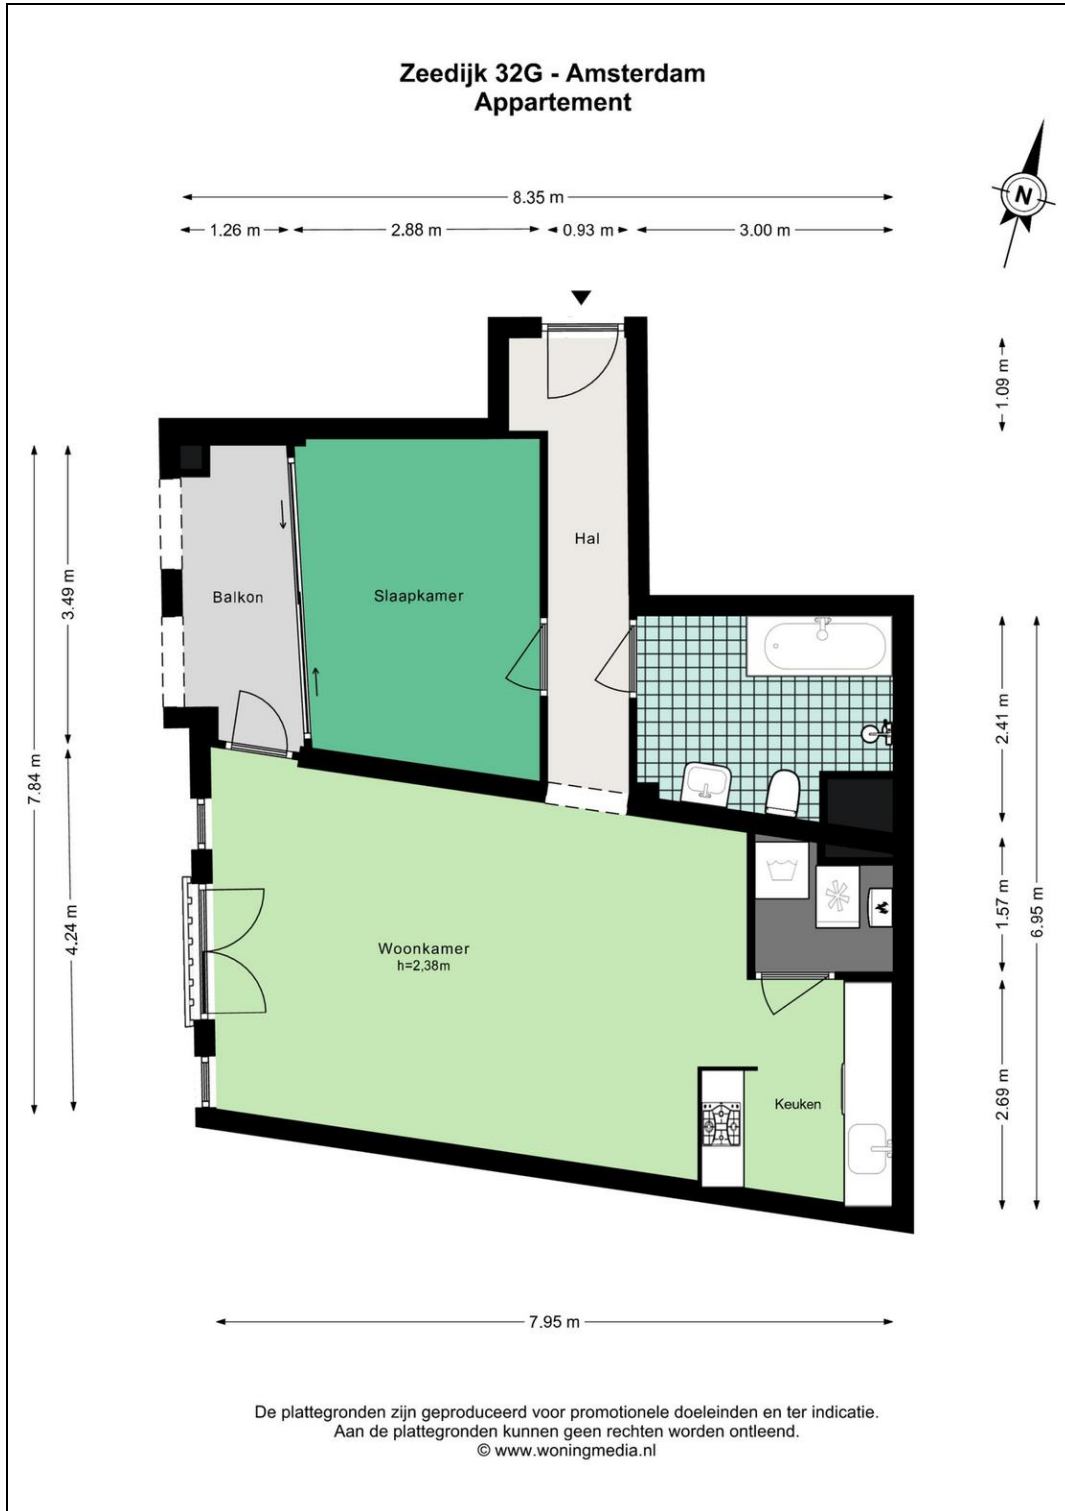 Zeedijk 32G - Amsterdam
Appartement
N
8.35 m
1.26 m
2.88 m
0.93 m
3.00 m
1.09 m
Hal
Balkon
Slaapkamer
3.49 m
7.84 m
4.24 m
2.41 m
1.57 m
6.95 m
2.69 m
Woonkamer
h=2,38m
Keuken
7.95 m
De plattegronden zijn geproduceerd voor promotionele doeleinden en ter indicatie.
Aan de plattegronden kunnen geen rechten worden ontleend.
© www.woningmedia.nl